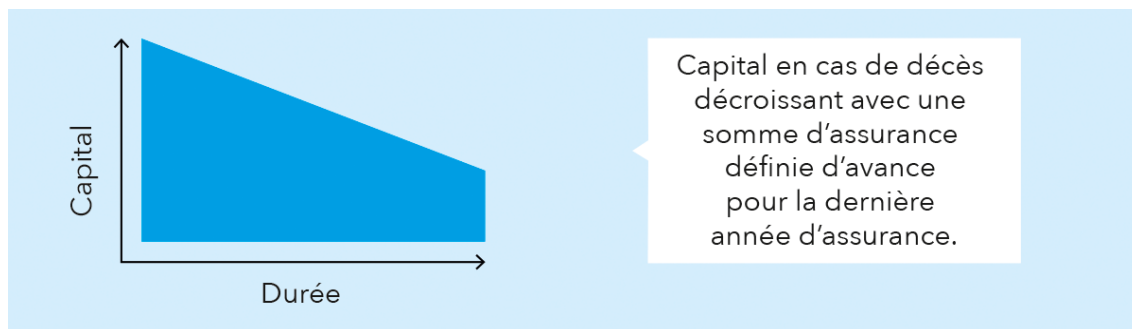 Capital
Durée
Capital en cas de décès
décroissant avec une
somme d’assurance
définie d’avance
pour la dernière
année d’assurance.